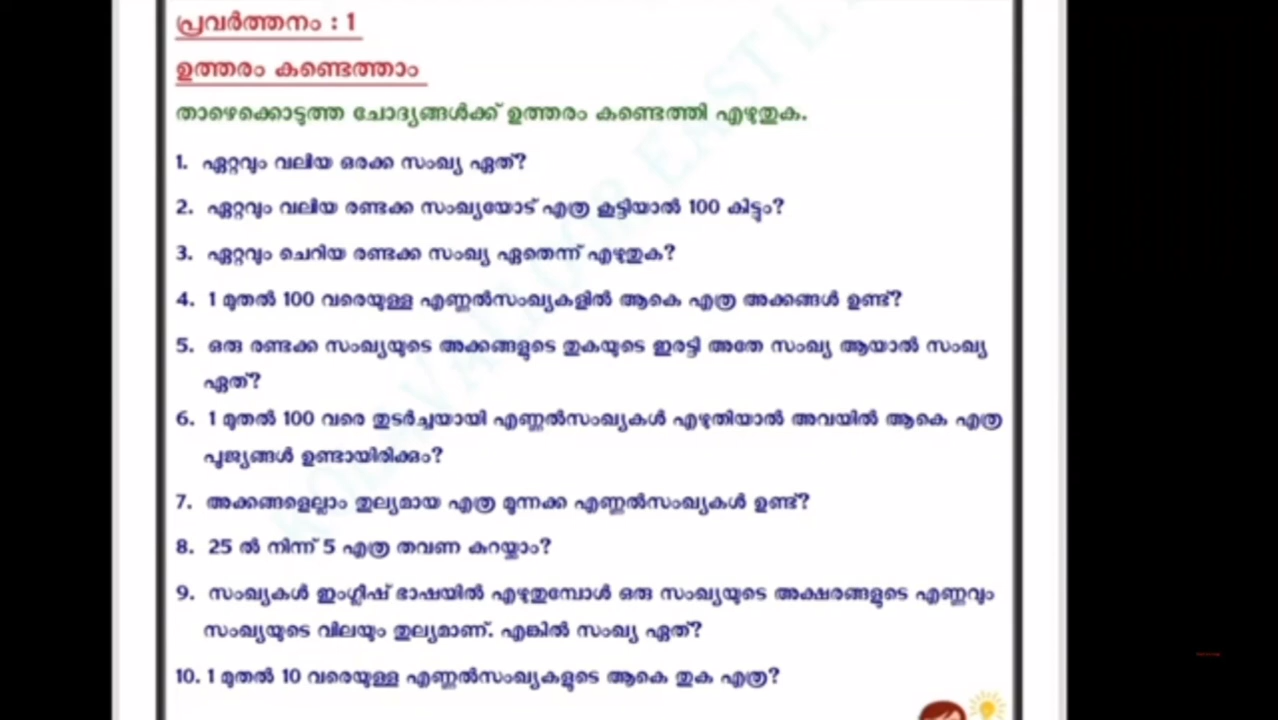 പ്രവർത്തനം : 1
ഉത്തരം കണ്ടെത്താം
താഴെക്കൊടുത്ത ചോദ്യങ്ങൾക്ക് ഉത്തരം കണ്ടെത്തി എഴുതുക.
1. ഏറ്റവും വലിയ ഒരക്ക സംഖ്യ ഏത്?
2. ഏറ്റവും വലിയ രണ്ടക്ക സംഖ്യയോട് എത്ര കൂട്ടിയാൽ 100 കിട്ടും?
3. ഏറ്റവും ചെറിയ രണ്ടക്ക സംഖ്യ ഏതെന്ന് എഴുതുക?
4. 1 മുതൽ 100 വരെയുള്ള എണ്ണൽസംഖ്യകളിൽ ആകെ എത്ര അക്കങ്ങൾ ഉണ്ട്?
5. ഒരു രണ്ടക്ക സംഖ്യയുടെ അക്കങ്ങളുടെ തുകയുടെ ഇരട്ടി അതേ സംഖ്യ ആയാൽ സംഖ്യ
ഏത്?
6. 1 മുതൽ 100 വരെ തുടർച്ചയായി എണ്ണൽസംഖ്യകൾ എഴുതിയാൽ അവയിൽ ആകെ എത്ര
പൂജ്യങ്ങൾ ഉണ്ടായിരിക്കും?
7. അക്കങ്ങളെല്ലാം തുല്യമായ എത്ര മൂന്നക്ക എണ്ണൽസംഖ്യകൾ ഉണ്ട്?
8. 25 ൽ നിന്ന് 5 എത്ര തവണ കുറയ്ക്കാം?
9. സംഖ്യകൾ ഇംഗ്ലീഷ് ഭാഷയിൽ എഴുതുമ്പോൾ ഒരു സംഖ്യയുടെ അക്ഷരങ്ങളുടെ എണ്ണവും
സംഖ്യയുടെ വിലയും തുല്യമാണ്. എങ്കിൽ സംഖ്യ ഏത്?
10. 1 മുതൽ 10 വരെയുള്ള എണ്ണൽസംഖ്യകളുടെ ആകെ തുക എത്ര?